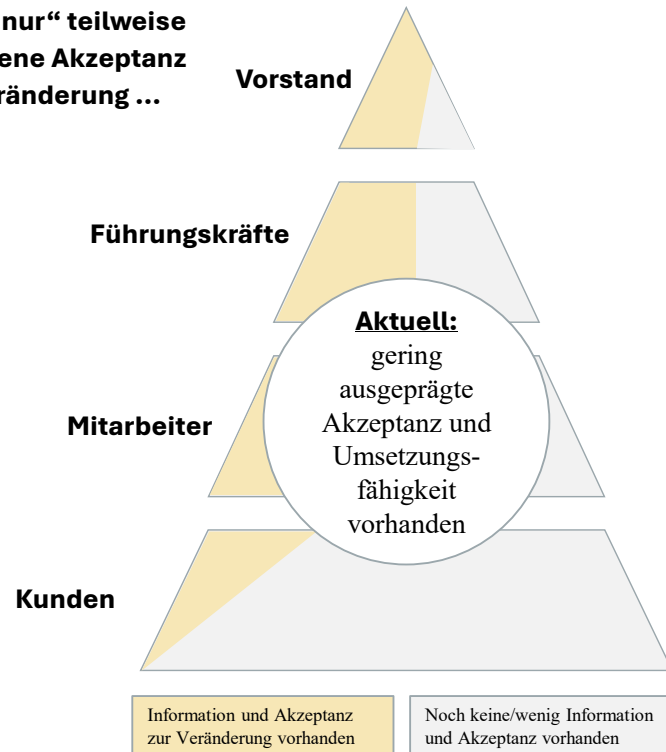 nur“ teilweise
ene Akzeptanz
ränderung ...
Vorstand
Führungskräfte
Aktuell:
gering
ausgeprägte
Akzeptanz und
Umsetzungs-
fähigkeit
vorhanden
Mitarbeiter
Kunden
Information und Akzeptanz
zur Veränderung vorhanden
Noch keine/wenig Information
und Akzeptanz vorhanden